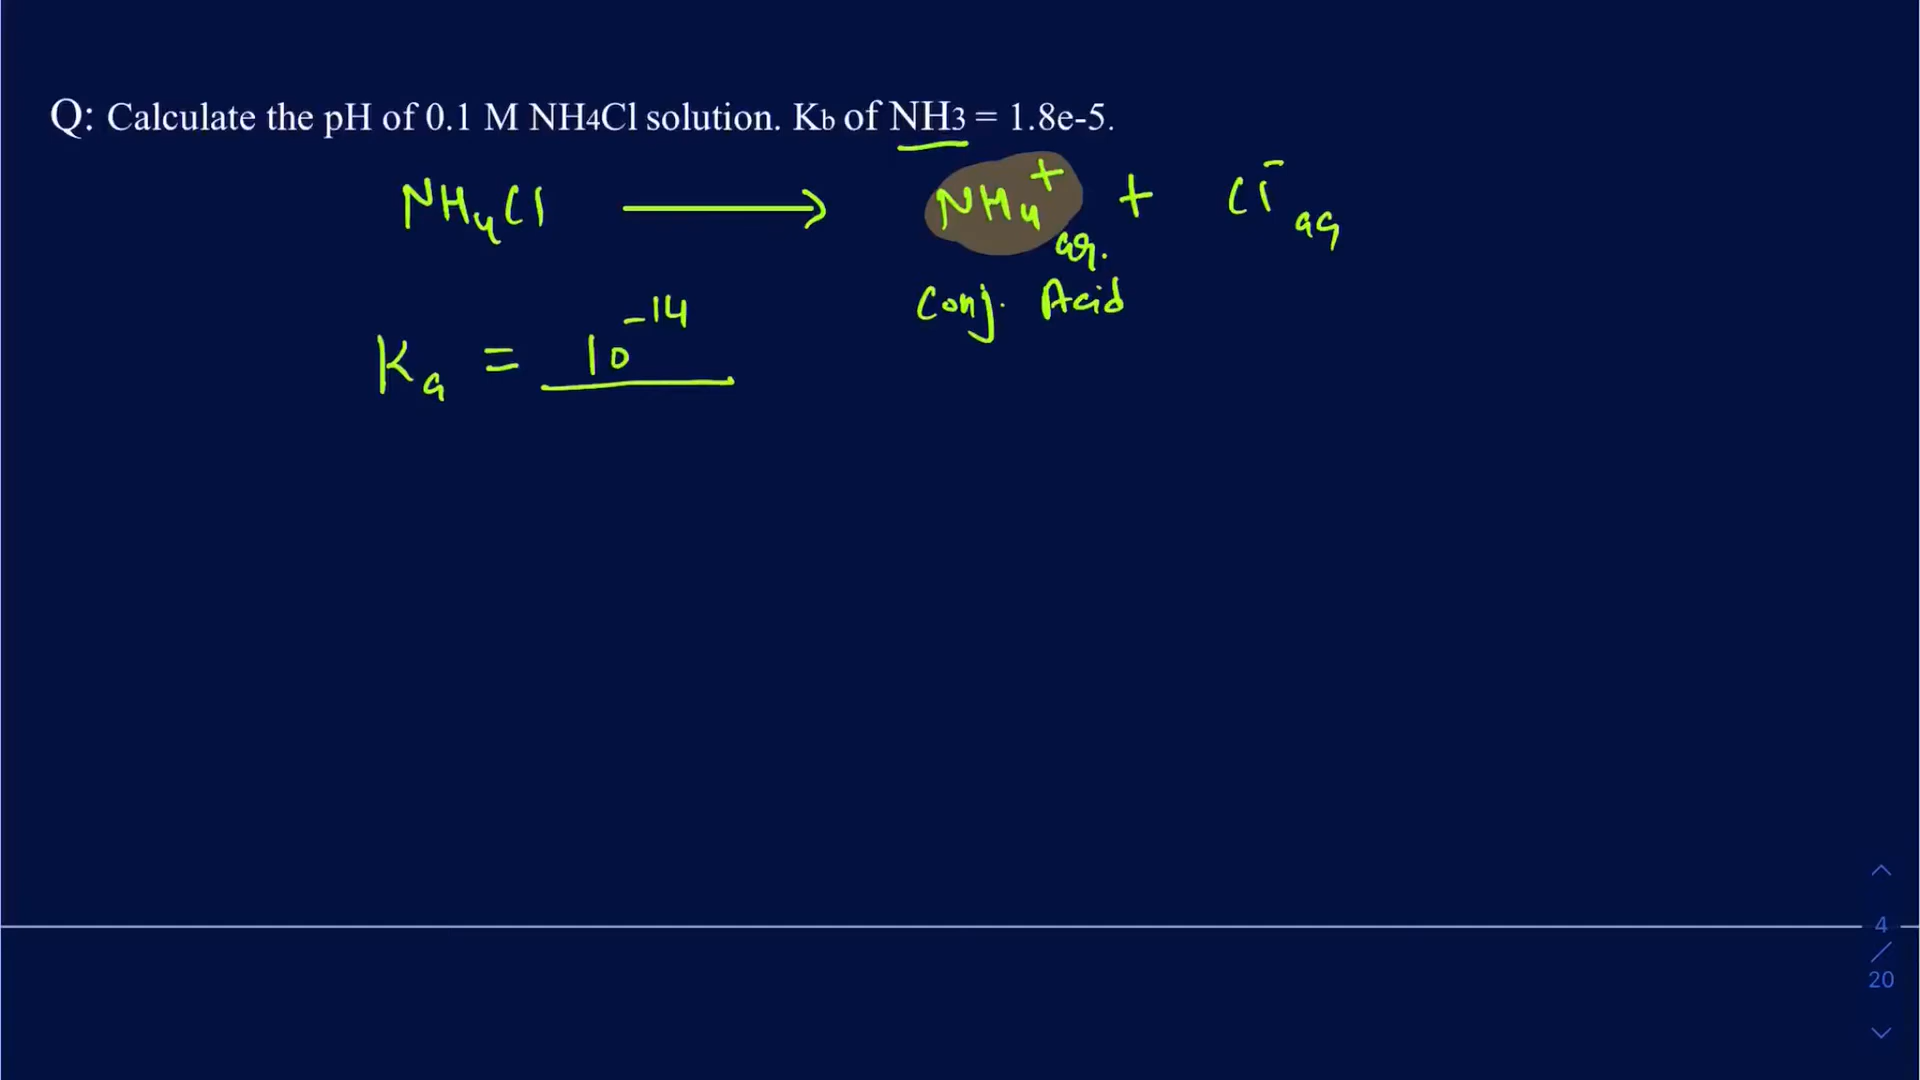 Q: Calculate the pH of 0.1 M NH4Cl solution. Kb of NH3 = 1.8e-5.
NH₄Cl ⟶ NH₄⁺ aq. + Cl⁻ aq
Conj. Acid
Ka = 10⁻¹⁴
4
/
20